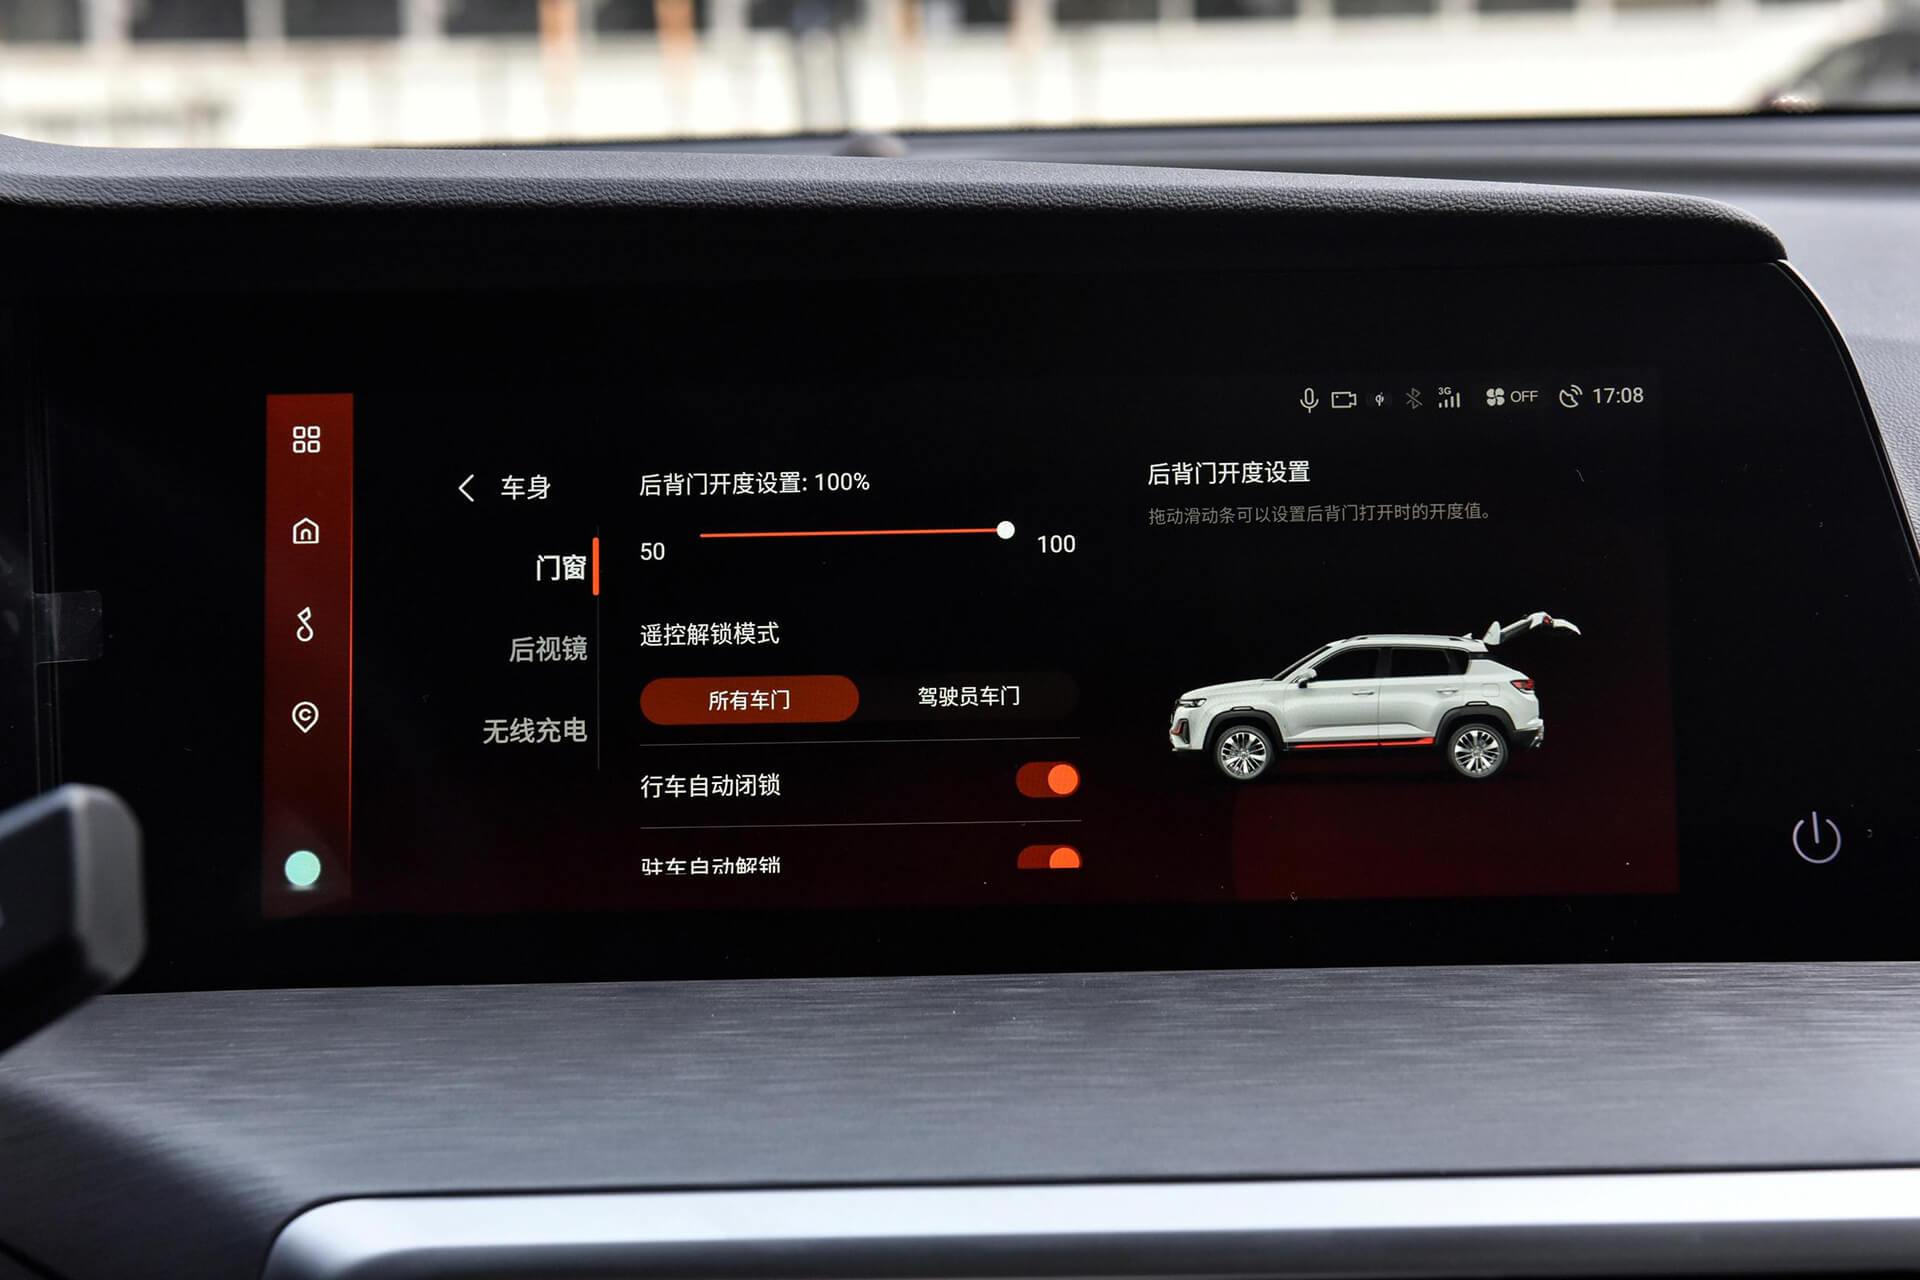 3G
OFF
17:08
车身
门窗
后视镜
无线充电
后背门开度设置: 100%
50
100
遥控解锁模式
所有车门
驾驶员车门
行车自动闭锁
驻车自动解锁
后背门开度设置
拖动滑动条可以设置后背门打开时的开度值。